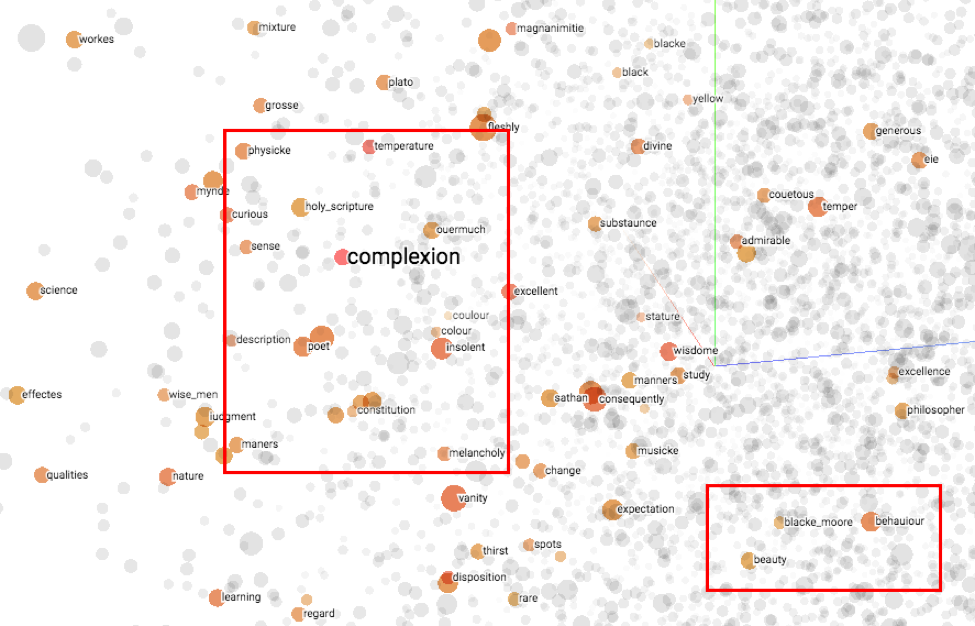 mixture
magnanimitie
workes
blacke
black
plato
yellow
grosse
fleshly
generous
physicke
temperature
divine
eie
mynde
couetous
holy_scripture
temper
curious
substaunce
ouermuch
sense
admirable
complexion
science
excellent
coulour
stature
colour
description
poet
insolent
wisdome
excellence
study
manners
effectes
wise_men
sathan
consequently
constitution
philosopher
iudgment
maners
musicke
melancholy
change
qualities
nature
vanity
expectation
blacke_moore
behauiour
spots
thirst
beauty
disposition
learning
rare
regard